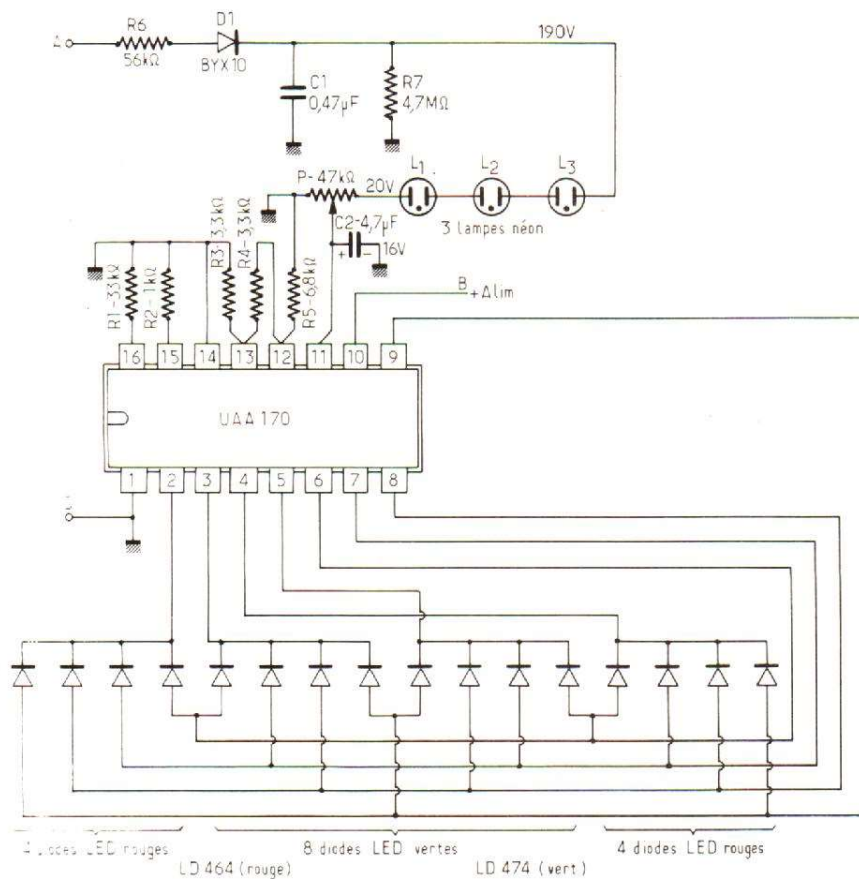 R6
56kΩ
D1
BYX10
190V
A
C1
0,47µF
R7
4,7MΩ
P-47kΩ
20V
L1
L2
L3
3 lampes néon
C2-4,7µF
+ -
16V
R1-33kΩ
R2-1kΩ
R3-3,3kΩ
R4-3,3kΩ
R5-6,8kΩ
B
+Alim
16 15 14 13 12 11 10 9
UAA 170
1 2 3 4 5 6 7 8
diodes LED rouges
8 diodes LED vertes
4 diodes LED rouges
LD 464 (rouge)
LD 474 (vert)